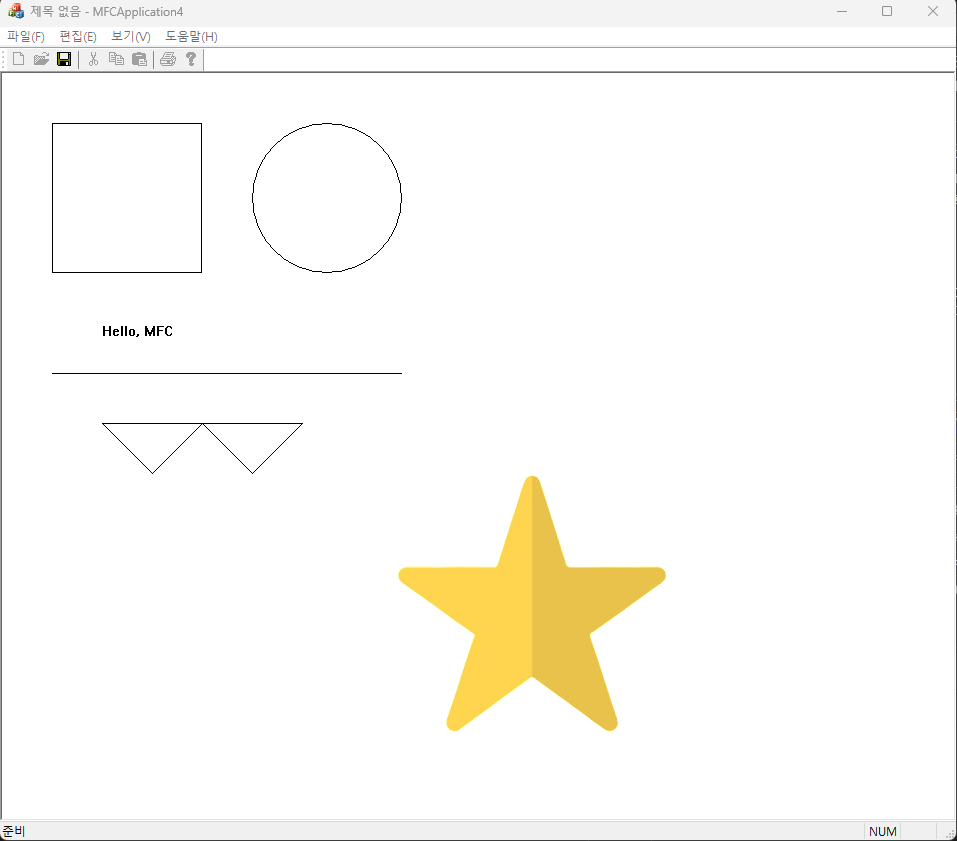 제목 없음 - MFCApplication4
파일(F) 편집(E) 보기(V) 도움말(H)
Hello, MFC
준비 NUM